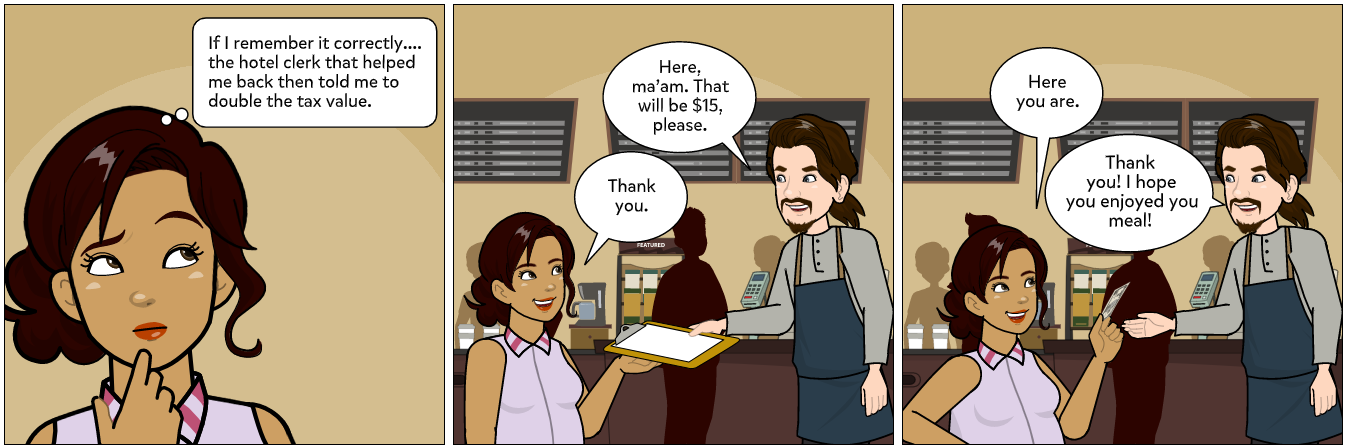 If I remember it correctly....
the hotel clerk that helped
me back then told me to
double the tax value.
Here,
ma'am. That
will be $15,
please.
Thank
you.
FEATURED
Here
you are.
Thank
you! I hope
you enjoyed you
meal!